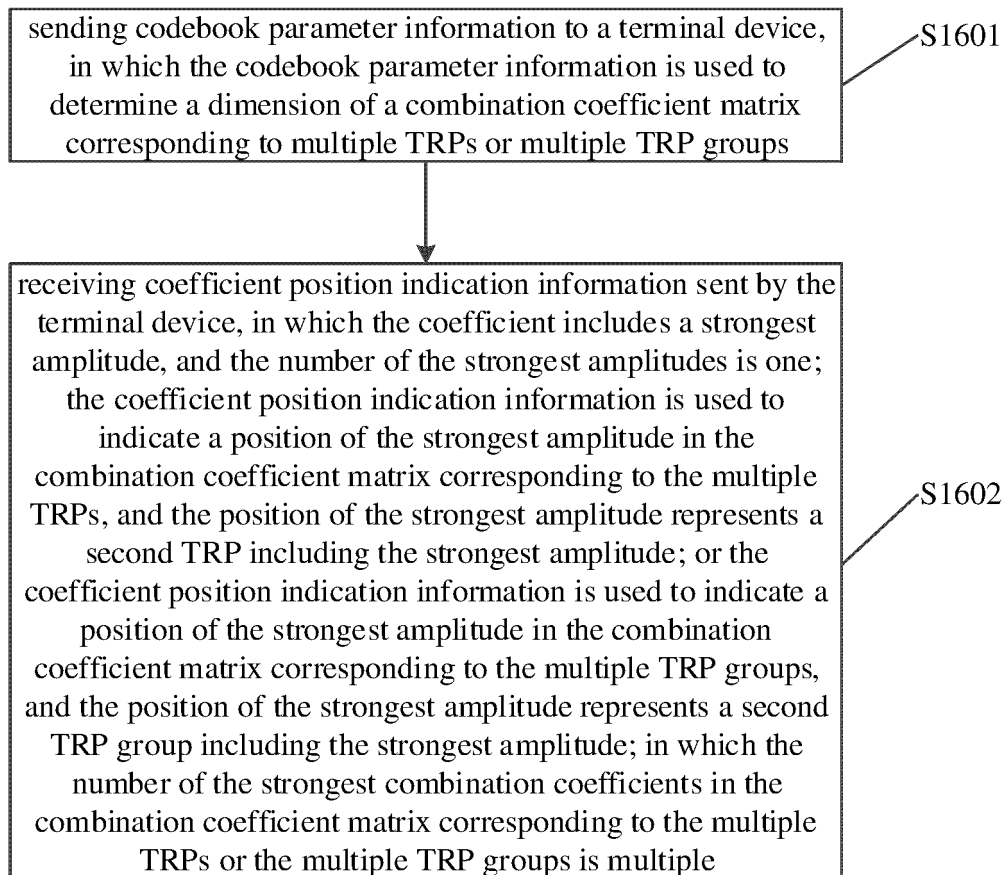 sending codebook parameter information to a terminal device,
in which the codebook parameter information is used to
determine a dimension of a combination coefficient matrix
corresponding to multiple TRPs or multiple TRP groups
S1601
receiving coefficient position indication information sent by the
terminal device, in which the coefficient includes a strongest
amplitude, and the number of the strongest amplitudes is one;
the coefficient position indication information is used to
indicate a position of the strongest amplitude in the
combination coefficient matrix corresponding to the multiple
TRPs, and the position of the strongest amplitude represents a
second TRP including the strongest amplitude; or the
coefficient position indication information is used to indicate a
position of the strongest amplitude in the combination
coefficient matrix corresponding to the multiple TRP groups,
and the position of the strongest amplitude represents a second
TRP group including the strongest amplitude; in which the
number of the strongest combination coefficients in the
combination coefficient matrix corresponding to the multiple
TRPs or the multiple TRP groups is multiple
S1602